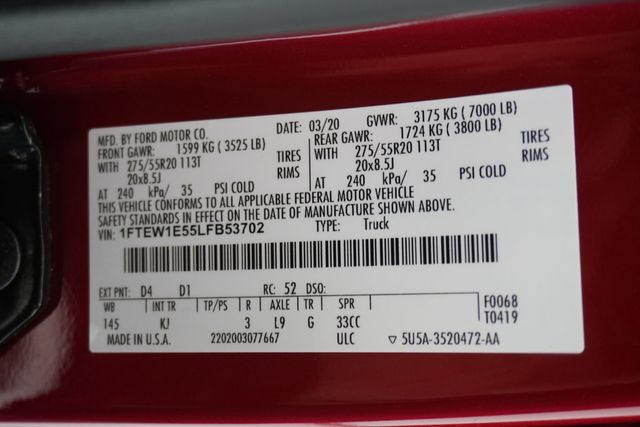 MFD. BY FORD MOTOR CO. DATE: 03/20 GVWR: 3175 KG ( 7000 LB)
FRONT GAWR: 1599 KG ( 3525 LB) REAR GAWR: 1724 KG ( 3800 LB)
WITH 275/55R20 113T TIRES WITH 275/55R20 113T TIRES
20x8.5J RIMS 20x8.5J RIMS
AT 240 kPa/ 35 PSI COLD AT 240 kPa/ 35 PSI COLD
THIS VEHICLE CONFORMS TO ALL APPLICABLE FEDERAL MOTOR VEHICLE
SAFETY STANDARDS IN EFFECT ON THE DATE OF MANUFACTURE SHOWN ABOVE.
VIN: 1FTEW1E55LFB53702 TYPE: Truck
EXT PNT: D4 D1 RC: 52 DSO:
WB INT TR TP/PS R AXLE TR SPR F0068
145 KJ 3 L9 G 33CC T0419
MADE IN U.S.A. 2202003077667 ULC ▽ 5U5A-3520472-AA